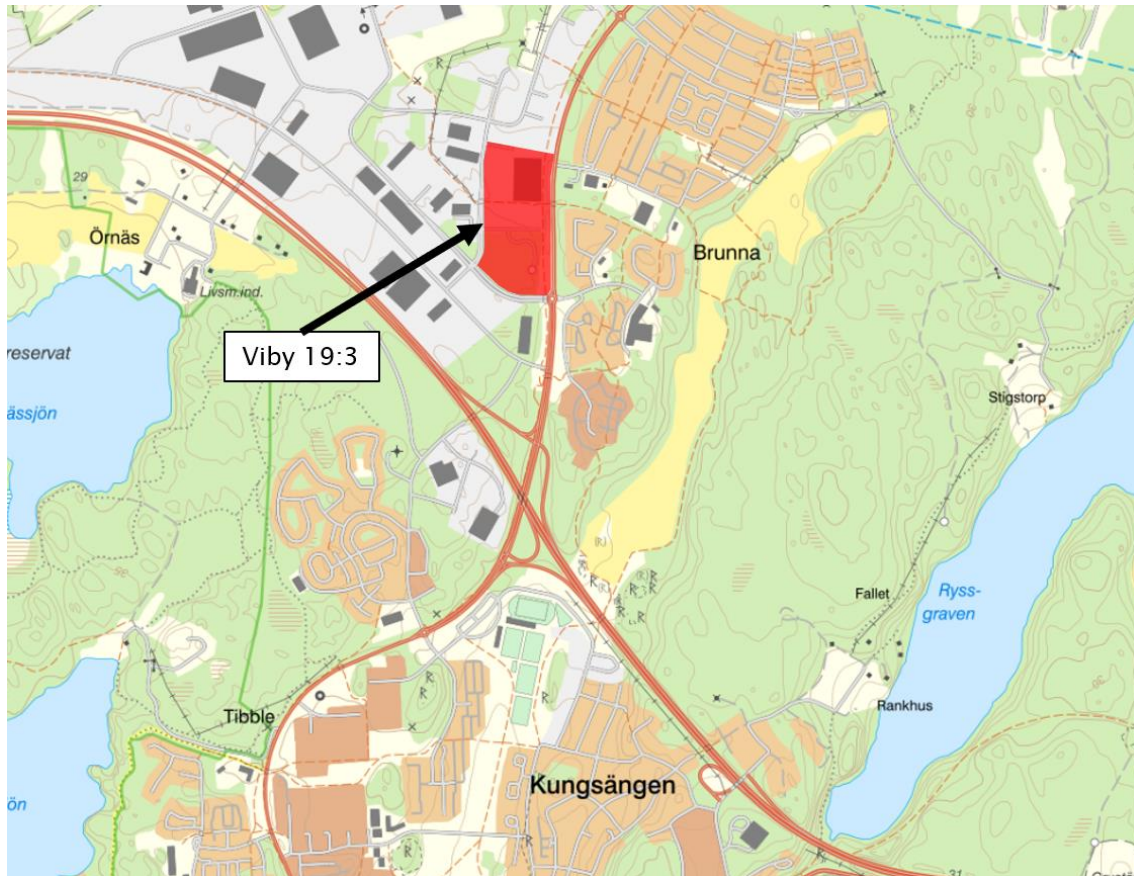 29
Örnäs
Livsm.ind.
Brunna
reservat
Viby 19:3
ässjön
Stigstorp
Fallet
Ryss-
graven
Rankhus
Tibble
Kungsängen
ön
31